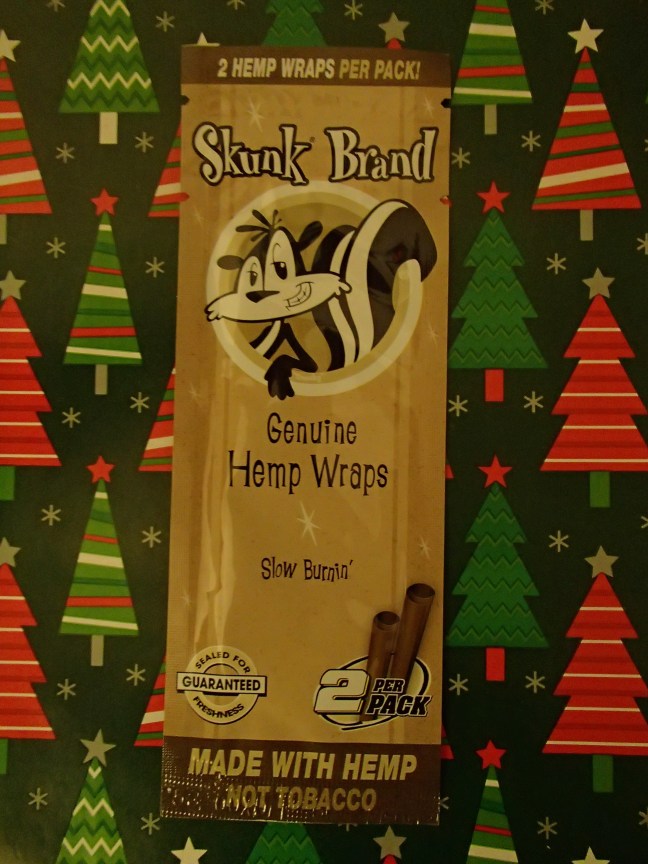 2 HEMP WRAPS PER PACK!
Skunk® Brand
Genuine
Hemp Wraps
Slow Burnin'
SEALED FOR
GUARANTEED
FRESHNESS
2 PER
PACK
MADE WITH HEMP
NOT TOBACCO